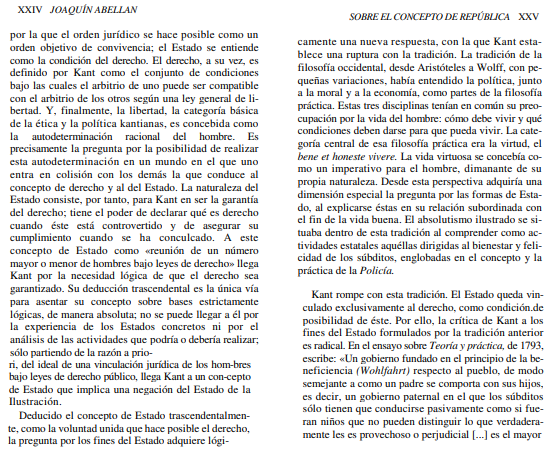 XXIV JOAQUÍN ABELLAN
por la que el orden jurídico se hace posible como un
orden objetivo de convivencia; el Estado se entiende
como la condición del derecho. El derecho, a su vez, es
definido por Kant como el conjunto de condiciones
bajo las cuales el arbitrio de uno puede ser compatible
con el arbitrio de los otros según una ley general de li-
bertad. Y, finalmente, la libertad, la categoría básica
de la ética y la política kantianas, es concebida como
la autodeterminación racional del hombre. Es
precisamente la pregunta por la posibilidad de realizar
esta autodeterminación en un mundo en el que uno
entra en colisión con los demás la que conduce al
concepto de derecho y al del Estado. La naturaleza del
Estado consiste, por tanto, para Kant en ser la garantía
del derecho; tiene el poder de declarar qué es derecho
cuando éste está controvertido y de asegurar su
cumplimiento cuando se ha conculcado. A este
concepto de Estado como «reunión de un número
mayor o menor de hombres bajo leyes de derecho» llega
Kant por la necesidad lógica de que el derecho sea
garantizado. Su deducción trascendental es la única vía
para asentar su concepto sobre bases estrictamente
lógicas, de manera absoluta; no se puede llegar a él por
la experiencia de los Estados concretos ni por el
análisis de las actividades que podría o debería realizar;
sólo partiendo de la razón a prio-
ri, del ideal de una vinculación jurídica de los hom-bres
bajo leyes de derecho público, llega Kant a un con-cepto
de Estado que implica una negación del Estado de la
Ilustración.
Deducido el concepto de Estado trascendentalmen-
te, como la voluntad unida que hace posible el derecho,
la pregunta por los fines del Estado adquiere lógi-
SOBRE EL CONCEPTO DE REPÚBLICA XXV
camente una nueva respuesta, con la que Kant esta-
blece una ruptura con la tradición. La tradición de la
filosofía occidental, desde Aristóteles a Wolff, con pe-
queñas variaciones, había entendido la política, junto
a la moral y a la economía, como partes de la filosofía
práctica. Estas tres disciplinas tenían en común su preo-
cupación por la vida del hombre: cómo debe vivir y qué
condiciones deben darse para que pueda vivir. La ca-
tegoría central de esa filosofía práctica era la virtud, el
bene et honeste vivere. La vida virtuosa se concebía co-
mo un imperativo para el hombre, dimanante de su
propia naturaleza. Desde esta perspectiva adquiría una
dimensión especial la pregunta por las formas de Esta-
do, al explicarse éstas en su relación subordinada con
el fin de la vida buena. El absolutismo ilustrado se si-
tuaba dentro de esta tradición al comprender como ac-
tividades estatales aquéllas dirigidas al bienestar y feli-
cidad de los súbditos, englobadas en el concepto y la
práctica de la Policía.
Kant rompe con esta tradición. El Estado queda vin-
culado exclusivamente al derecho, como condición.de
posibilidad de éste. Por ello, la crítica de Kant a los
fines del Estado formulados por la tradición anterior
es radical. En el ensayo sobre Teoría y práctica, de 1793,
escribe: «Un gobierno fundado en el principio de la be-
neficiencia (Wohlfahrt) respecto al pueblo, de modo
semejante a como un padre se comporta con sus hijos,
es decir, un gobierno paternal en el que los súbditos
sólo tienen que conducirse pasivamente como si fue-
ran niños que no pueden distinguir lo que verdadera-
mente les es provechoso o perjudicial [...] es el mayor